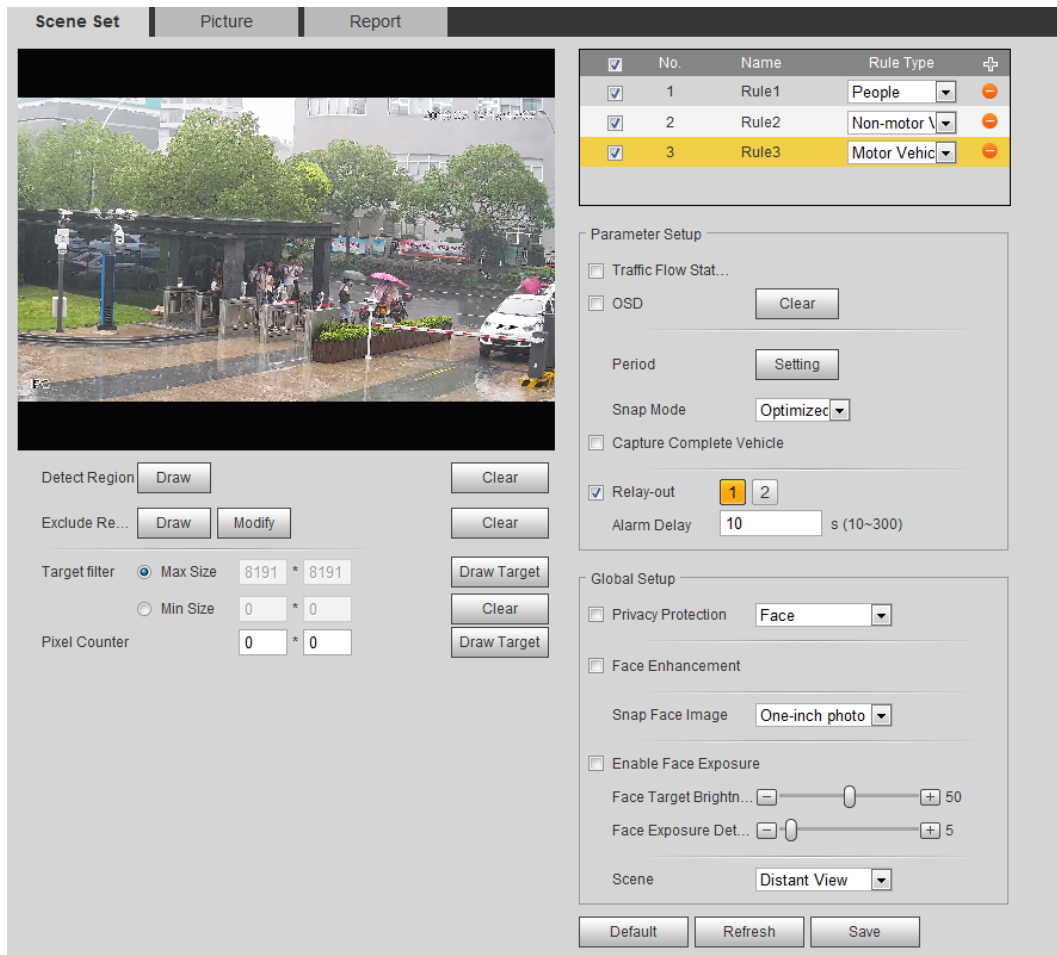 Scene Set
Picture
Report
No. Name Rule Type
1 Rule1 People
2 Rule2 Non-motor V
3 Rule3 Motor Vehic
Parameter Setup
Traffic Flow Stat...
OSD Clear
Period Setting
Snap Mode Optimized
Capture Complete Vehicle
Relay-out 1 2
Alarm Delay 10 s (10~300)
IPC
Detect Region Draw Clear
Exclude Re... Draw Modify Clear
Target filter Max Size 8191 * 8191 Draw Target
Min Size 0 * 0 Clear
Pixel Counter 0 * 0 Draw Target
Global Setup
Privacy Protection Face
Face Enhancement
Snap Face Image One-inch photo
Enable Face Exposure
Face Target Brightn... 50
Face Exposure Det... 5
Scene Distant View
Default Refresh Save